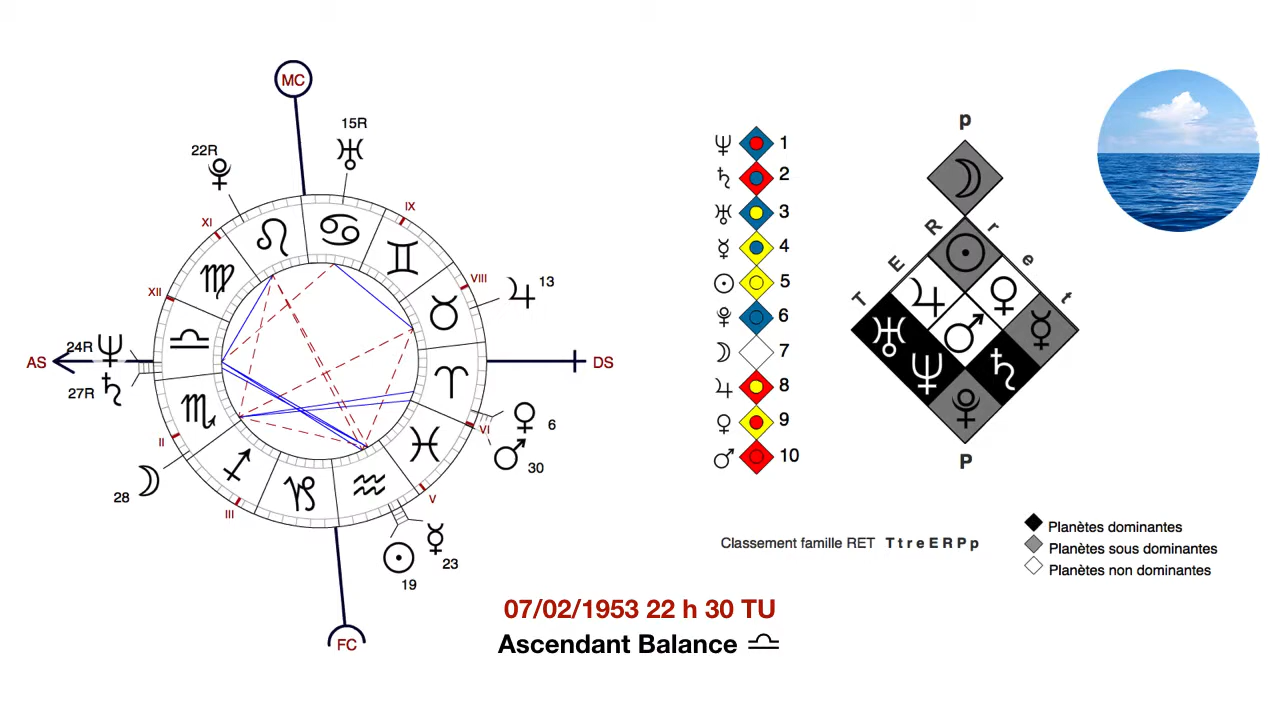 MC
15R
22R
IX
XI
VIII
13
XII
24R
AS
DS
27R
VI
6
II
30
28
V
III
23
19
FC
1
2
3
4
5
6
7
8
9
10
p
R r
E e
T t
P
Classement famille RET T t r e E R P p
Planètes dominantes
Planètes sous dominantes
Planètes non dominantes
07/02/1953 22 h 30 TU
Ascendant Balance ♎